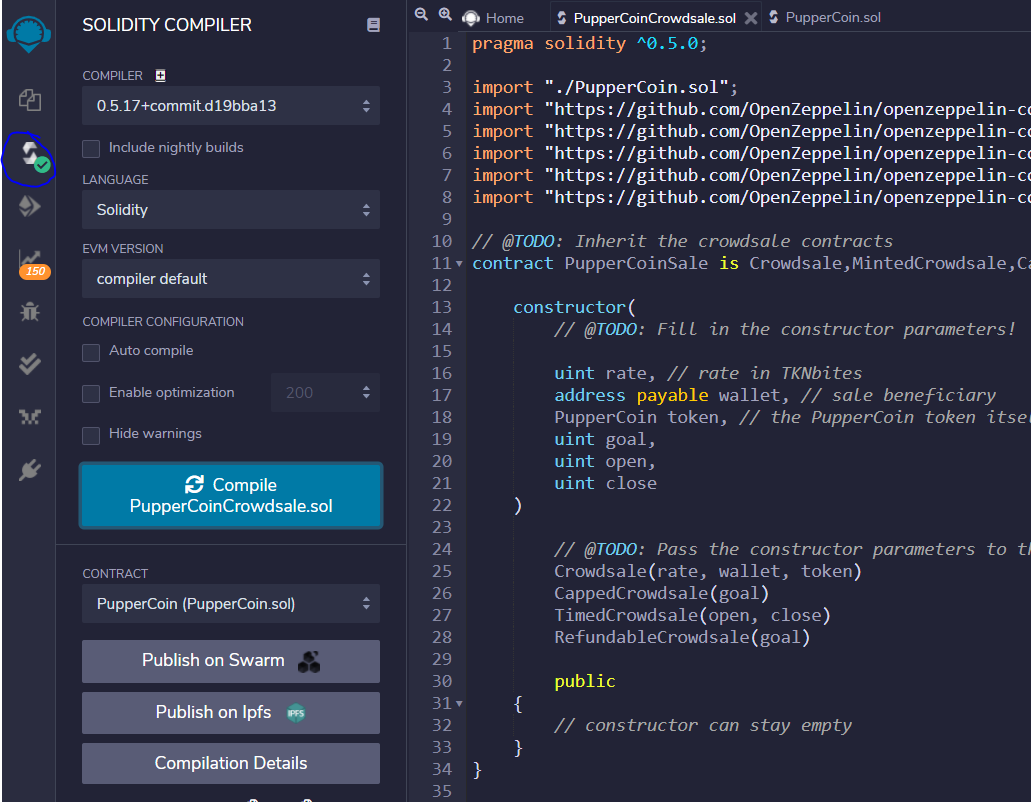 SOLIDITY COMPILER
COMPILER
0.5.17+commit.d19bba13
Include nightly builds
LANGUAGE
Solidity
EVM VERSION
compiler default
COMPILER CONFIGURATION
Auto compile
Enable optimization 200
Hide warnings
Compile
PupperCoinCrowdsale.sol
CONTRACT
PupperCoin (PupperCoin.sol)
Publish on Swarm
Publish on Ipfs IPFS
Compilation Details
150
Home PupperCoinCrowdsale.sol PupperCoin.sol
1 pragma solidity ^0.5.0;
2
3 import "./PupperCoin.sol";
4 import "https://github.com/OpenZeppelin/openzeppelin-co
5 import "https://github.com/OpenZeppelin/openzeppelin-co
6 import "https://github.com/OpenZeppelin/openzeppelin-co
7 import "https://github.com/OpenZeppelin/openzeppelin-co
8 import "https://github.com/OpenZeppelin/openzeppelin-co
9
10 // @TODO: Inherit the crowdsale contracts
11 contract PupperCoinSale is Crowdsale,MintedCrowdsale,Ca
12
13 constructor(
14 // @TODO: Fill in the constructor parameters!
15
16 uint rate, // rate in TKNbites
17 address payable wallet, // sale beneficiary
18 PupperCoin token, // the PupperCoin token itsel
19 uint goal,
20 uint open,
21 uint close
22 )
23
24 // @TODO: Pass the constructor parameters to th
25 Crowdsale(rate, wallet, token)
26 CappedCrowdsale(goal)
27 TimedCrowdsale(open, close)
28 RefundableCrowdsale(goal)
29
30 public
31 {
32 // constructor can stay empty
33 }
34 }
35